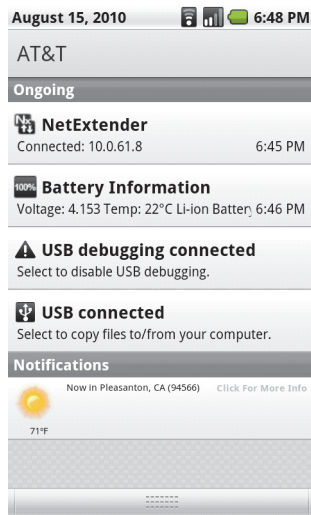 August 15, 2010 6:48 PM
AT&T
Ongoing
NetExtender
Connected: 10.0.61.8 6:45 PM
100% Battery Information
Voltage: 4.153 Temp: 22°C Li-ion Battery 6:46 PM
USB debugging connected
Select to disable USB debugging.
USB connected
Select to copy files to/from your computer.
Notifications
Now in Pleasanton, CA (94566) Click For More Info
71°F